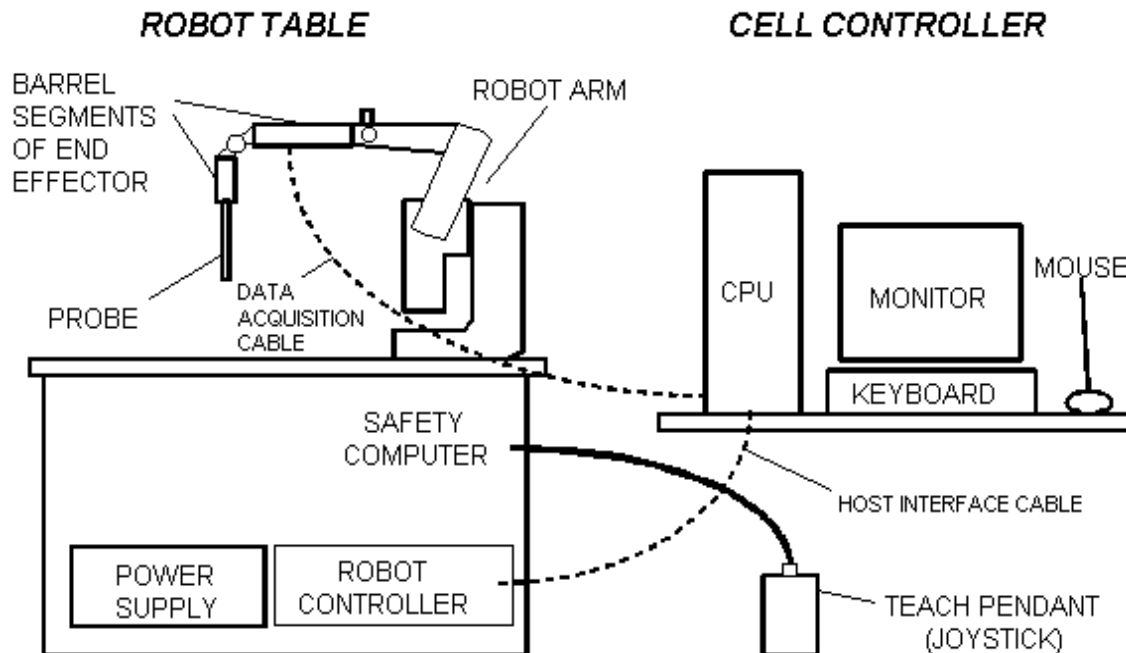 ROBOT TABLE
CELL CONTROLLER
BARREL
SEGMENTS
OF END
EFFECTOR
ROBOT ARM
PROBE
DATA
ACQUISITION
CABLE
CPU
MONITOR
MOUSE
KEYBOARD
SAFETY
COMPUTER
HOST INTERFACE CABLE
POWER
SUPPLY
ROBOT
CONTROLLER
TEACH PENDANT
(JOYSTICK)